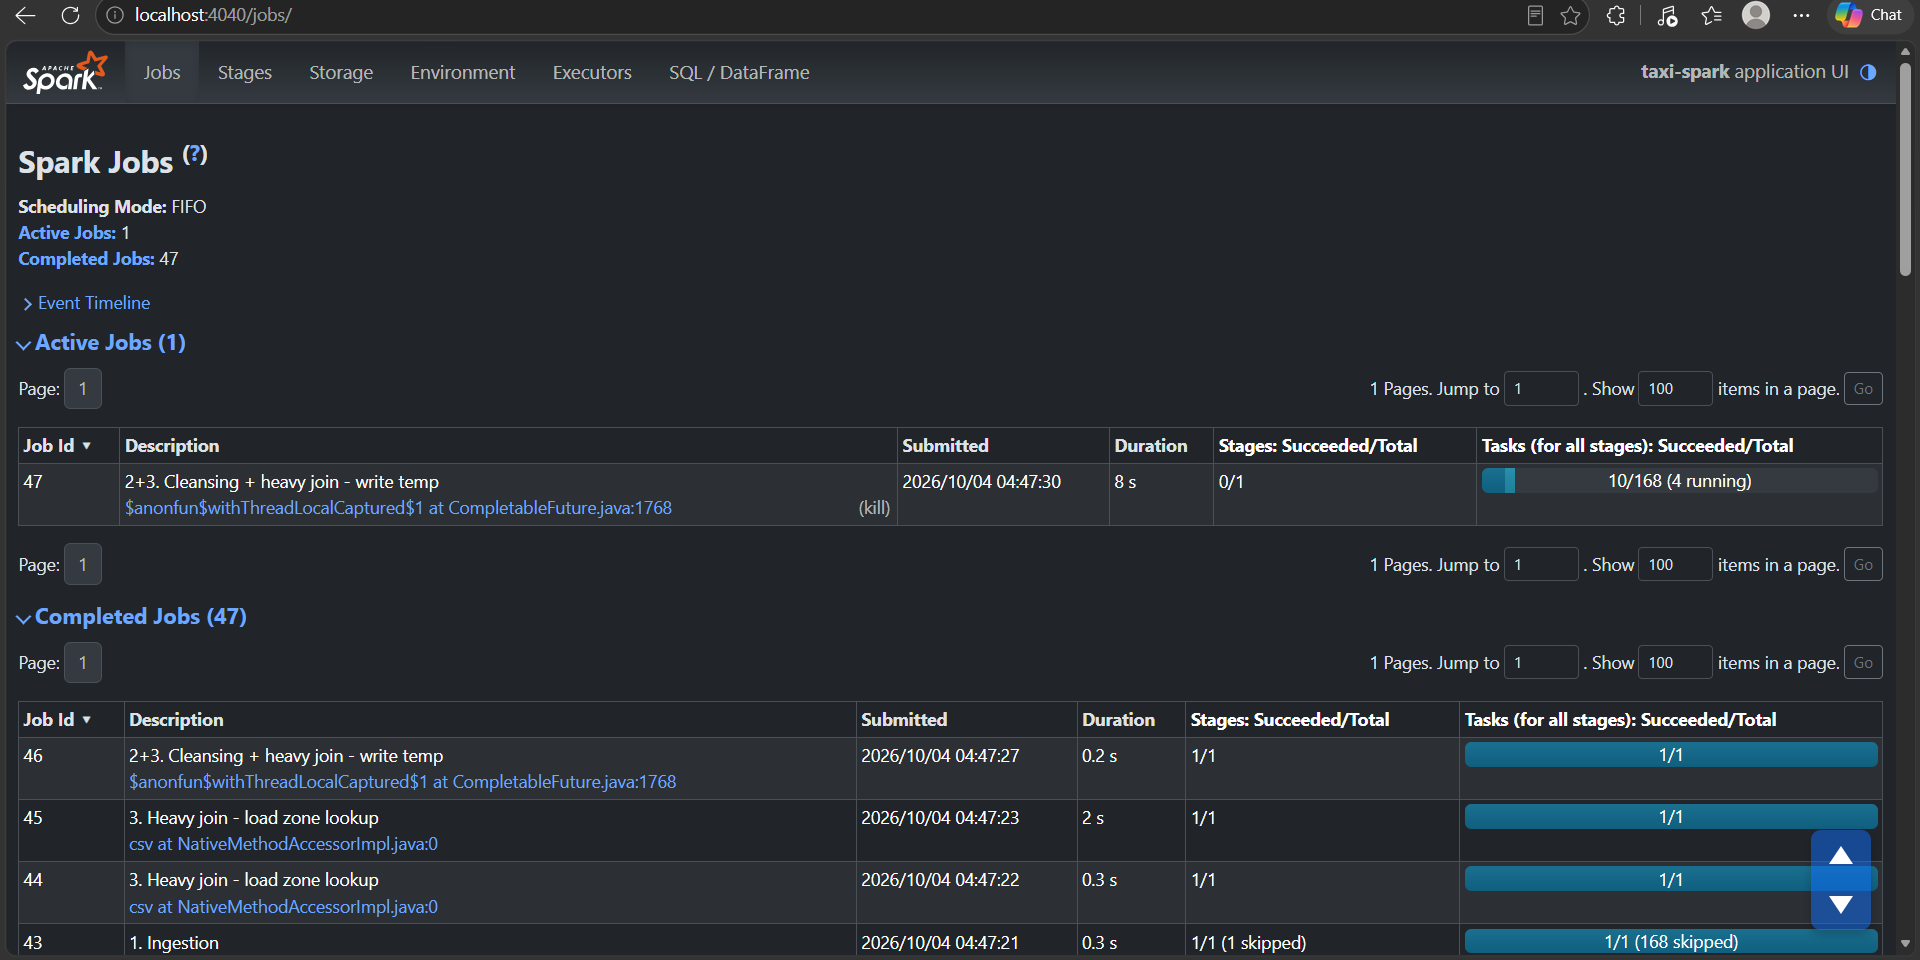 localhost:4040/jobs/
Chat
APACHE
Spark
Jobs
Stages
Storage
Environment
Executors
SQL / DataFrame
taxi-spark application UI
Spark Jobs (?)
Scheduling Mode: FIFO
Active Jobs: 1
Completed Jobs: 47
Event Timeline
Active Jobs (1)
Page: 1
1 Pages. Jump to 1 . Show 100 items in a page. Go
Job Id ▾ Description Submitted Duration Stages: Succeeded/Total Tasks (for all stages): Succeeded/Total
47 2+3. Cleansing + heavy join - write temp 2026/10/04 04:47:30 8 s 0/1 10/168 (4 running)
$anonfun$withThreadLocalCaptured$1 at CompletableFuture.java:1768 (kill)
Page: 1
1 Pages. Jump to 1 . Show 100 items in a page. Go
Completed Jobs (47)
Page: 1
1 Pages. Jump to 1 . Show 100 items in a page. Go
Job Id ▾ Description Submitted Duration Stages: Succeeded/Total Tasks (for all stages): Succeeded/Total
46 2+3. Cleansing + heavy join - write temp 2026/10/04 04:47:27 0.2 s 1/1 1/1
$anonfun$withThreadLocalCaptured$1 at CompletableFuture.java:1768
45 3. Heavy join - load zone lookup 2026/10/04 04:47:23 2 s 1/1 1/1
csv at NativeMethodAccessorImpl.java:0
44 3. Heavy join - load zone lookup 2026/10/04 04:47:22 0.3 s 1/1 1/1
csv at NativeMethodAccessorImpl.java:0
43 1. Ingestion 2026/10/04 04:47:21 0.3 s 1/1 (1 skipped) 1/1 (168 skipped)